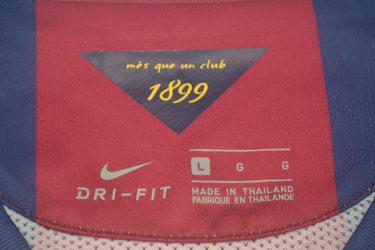 més que un club
1899
DRI-FIT
L G G
MADE IN THAILAND
FABRIQUE EN THAILANDE